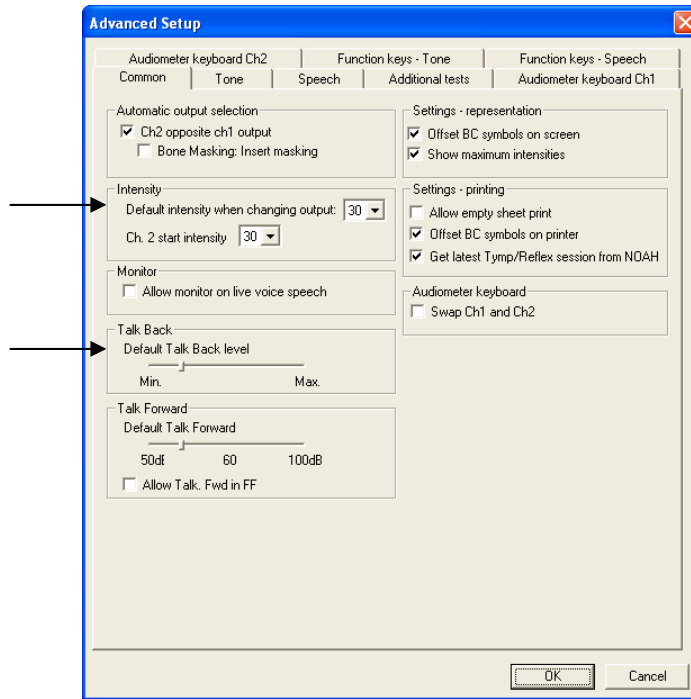 Advanced Setup
Audiometer keyboard Ch2
Function keys - Tone
Function keys - Speech
Common
Tone
Speech
Additional tests
Audiometer keyboard Ch1
Automatic output selection
Ch2 opposite ch1 output
Bone Masking: Insert masking
Intensity
Default intensity when changing output: 30
Ch. 2 start intensity 30
Monitor
Allow monitor on live voice speech
Talk Back
Default Talk Back level
Min. Max.
Talk Forward
Default Talk Forward
50dB 60 100dB
Allow Talk. Fwd in FF
Settings - representation
Offset BC symbols on screen
Show maximum intensities
Settings - printing
Allow empty sheet print
Offset BC symbols on printer
Get latest Tymp/Reflex session from NOAH
Audiometer keyboard
Swap Ch1 and Ch2
OK Cancel